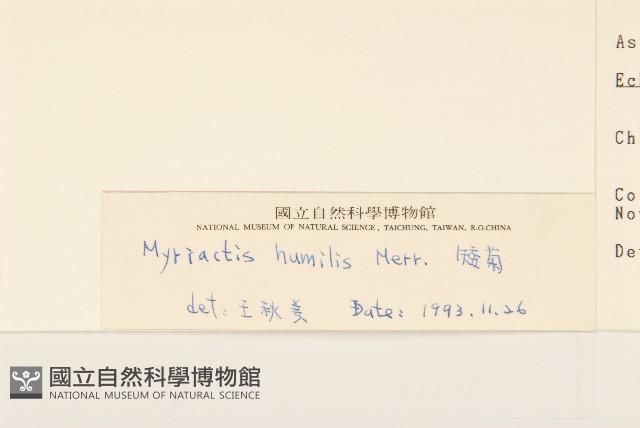 As
Ecl
Ch
Co
No
De
國立自然科學博物館
NATIONAL MUSEUM OF NATURAL SCIENCE, TAICHUNG, TAIWAN, R.O.CHINA
Myriactis humilis Merr. 矮菊
det: 王秋美 Date: 1993.11.26
國立自然科學博物館
NATIONAL MUSEUM OF NATURAL SCIENCE